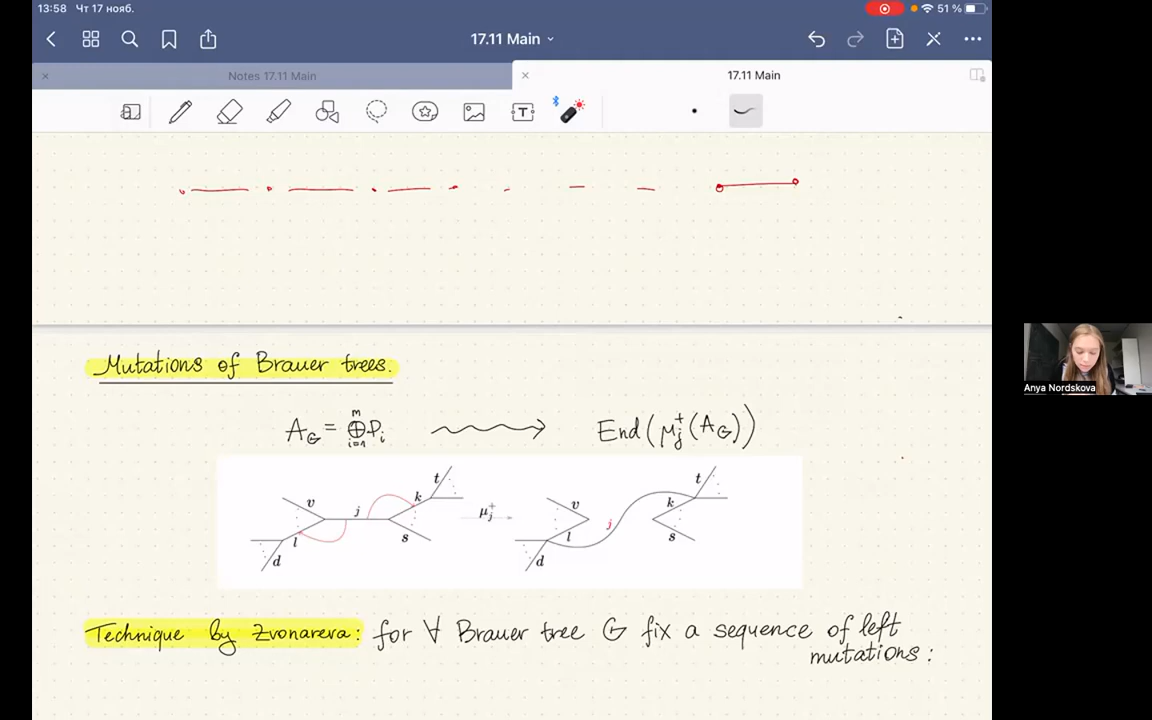 13:58 Чт 17 нояб.
51 %
17.11 Main
Notes 17.11 Main
17.11 Main
T
Mutations of Brauer trees.
A_G = ⊕_{i=1}^{m} P_i ⇝ End(μ_j^+(A_G))
t
v
j
k
l
s
d
μ_j^+
t
v
j
k
l
s
d
Technique by Zvonareva: for ∀ Brauer tree G fix a sequence of left
mutations:
Anya Nordskova